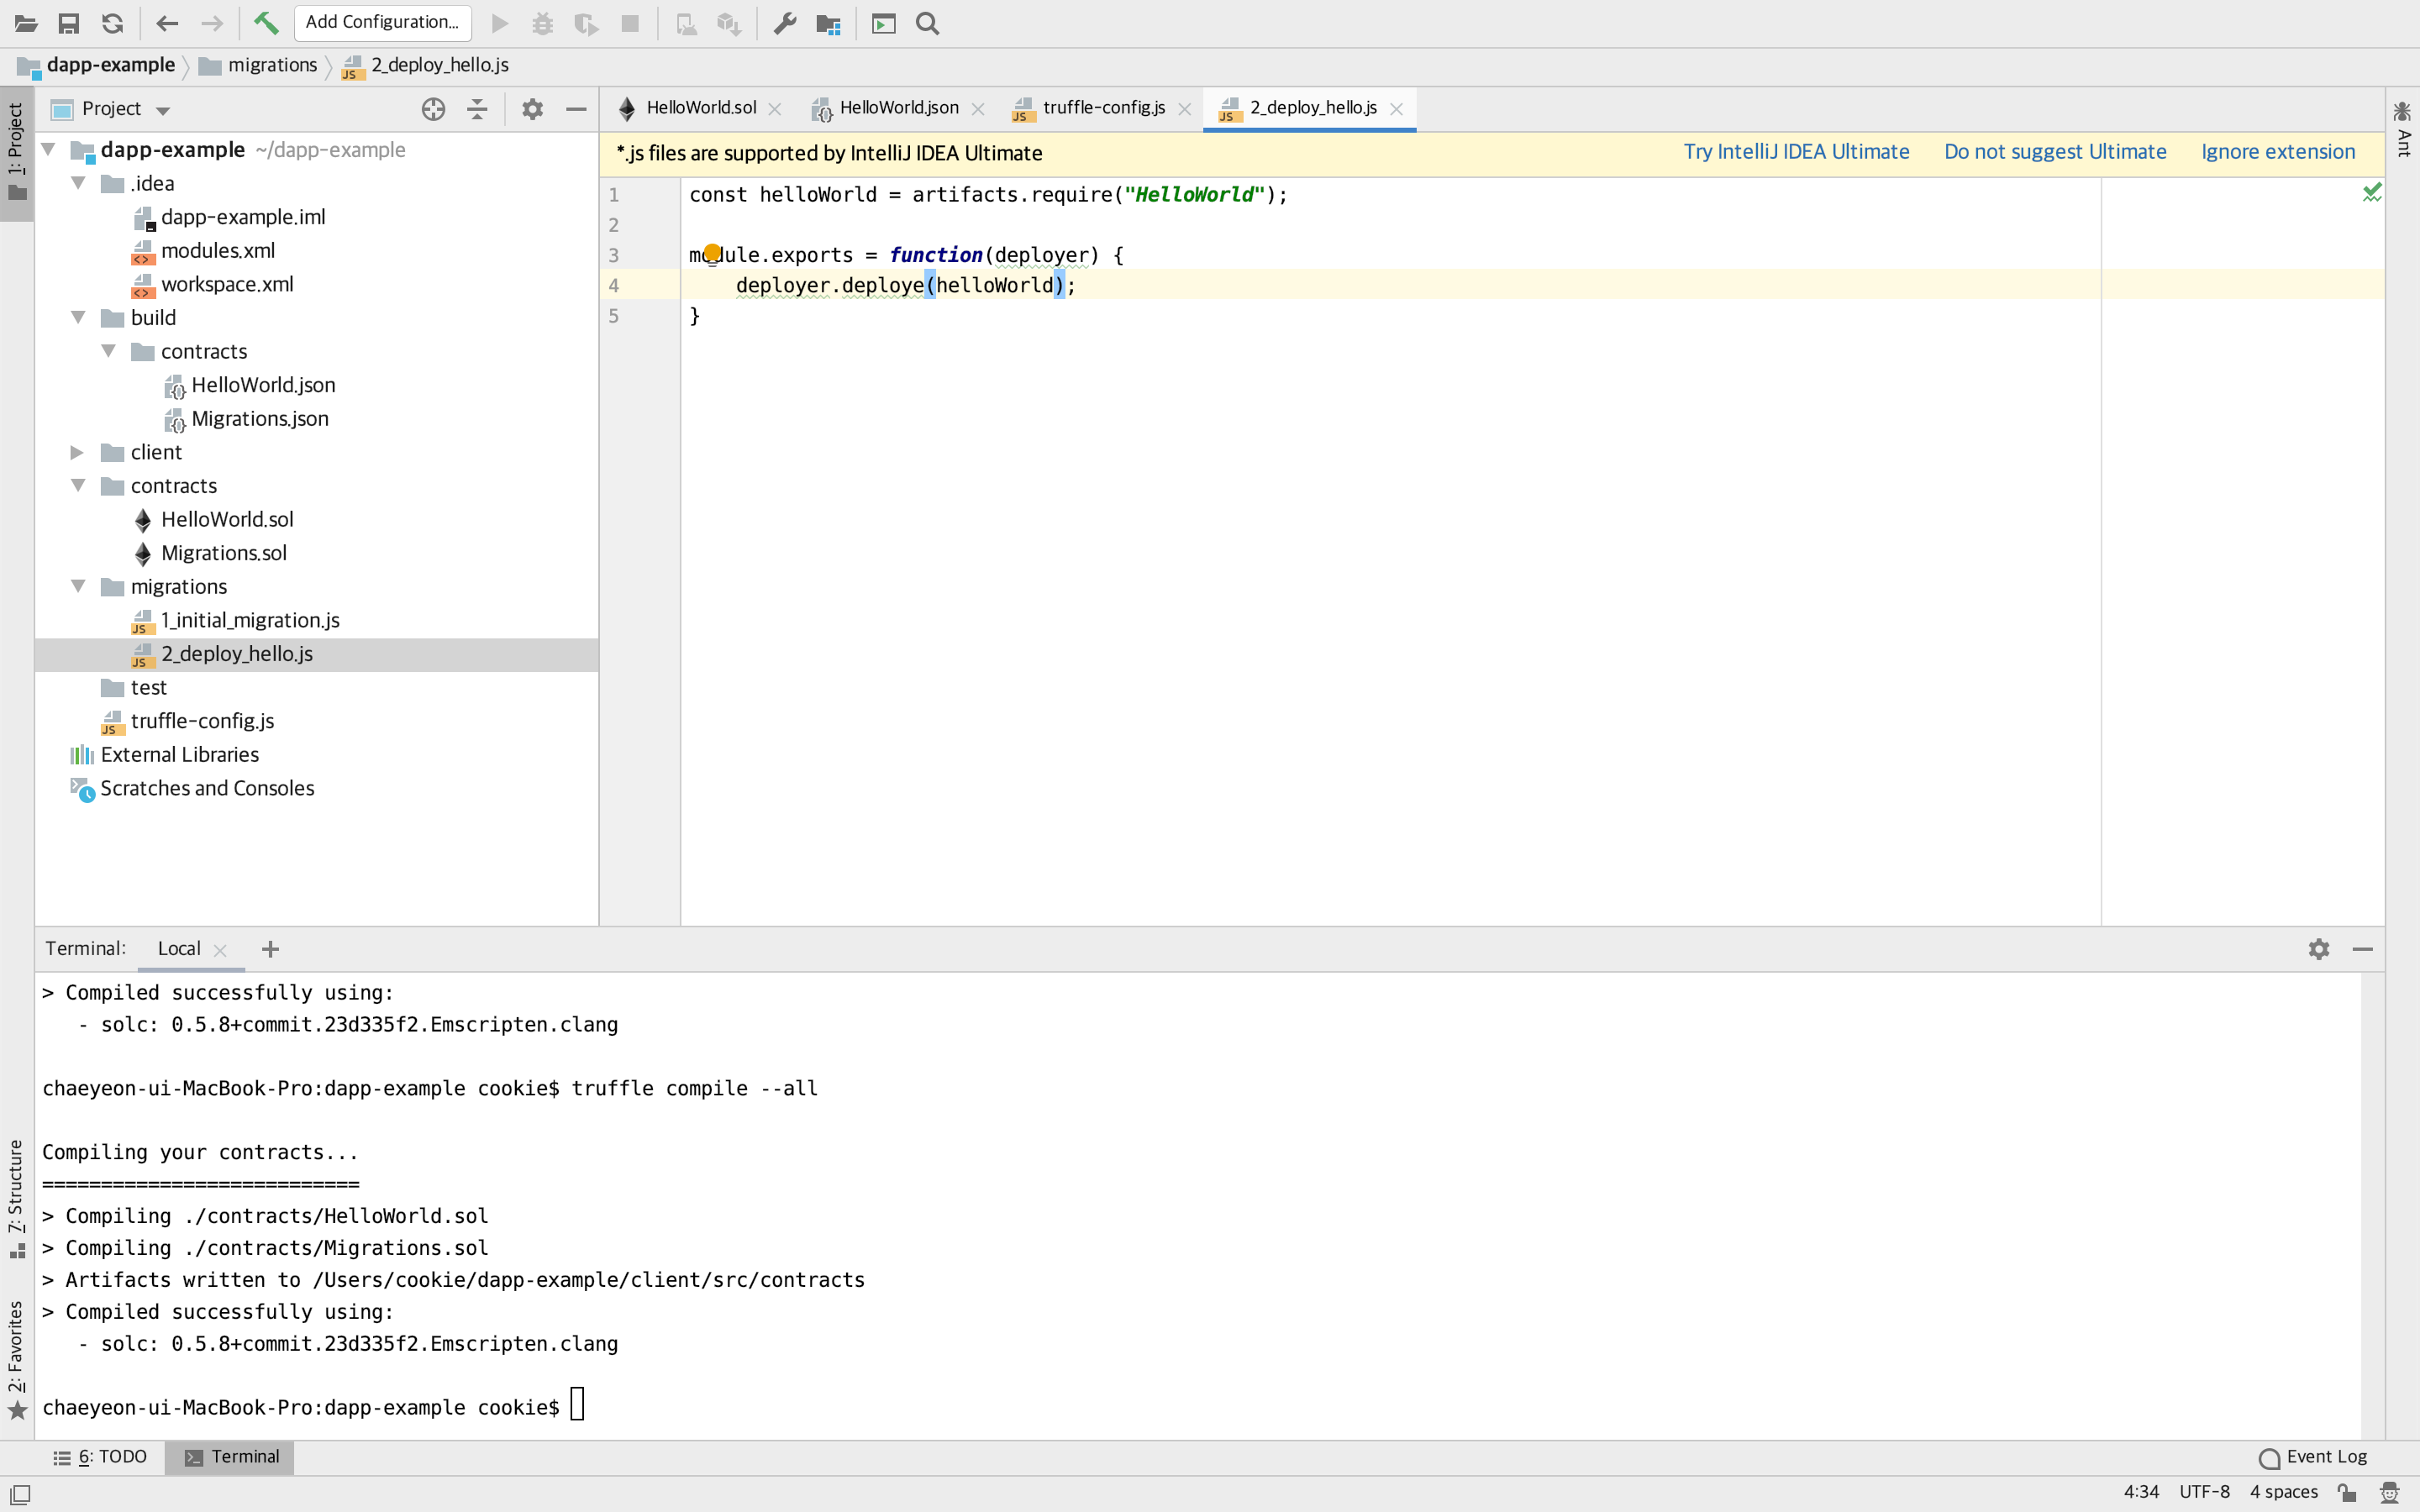 Add Configuration...
dapp-example migrations 2_deploy_hello.js
1: Project
Project
HelloWorld.sol HelloWorld.json truffle-config.js 2_deploy_hello.js
Ant
dapp-example ~/dapp-example
.idea
dapp-example.iml
modules.xml
workspace.xml
build
contracts
HelloWorld.json
Migrations.json
client
contracts
HelloWorld.sol
Migrations.sol
migrations
1_initial_migration.js
2_deploy_hello.js
test
truffle-config.js
External Libraries
Scratches and Consoles
*.js files are supported by IntelliJ IDEA Ultimate Try IntelliJ IDEA Ultimate Do not suggest Ultimate Ignore extension
1 const helloWorld = artifacts.require("HelloWorld");
2
3 module.exports = function(deployer) {
4 deployer.deploye(helloWorld);
5 }
Terminal: Local
> Compiled successfully using:
- solc: 0.5.8+commit.23d335f2.Emscripten.clang
chaeyeon-ui-MacBook-Pro:dapp-example cookie$ truffle compile --all
Compiling your contracts...
===========================
> Compiling ./contracts/HelloWorld.sol
> Compiling ./contracts/Migrations.sol
> Artifacts written to /Users/cookie/dapp-example/client/src/contracts
> Compiled successfully using:
- solc: 0.5.8+commit.23d335f2.Emscripten.clang
chaeyeon-ui-MacBook-Pro:dapp-example cookie$
7: Structure
2: Favorites
6: TODO Terminal Event Log
4:34 UTF-8 4 spaces